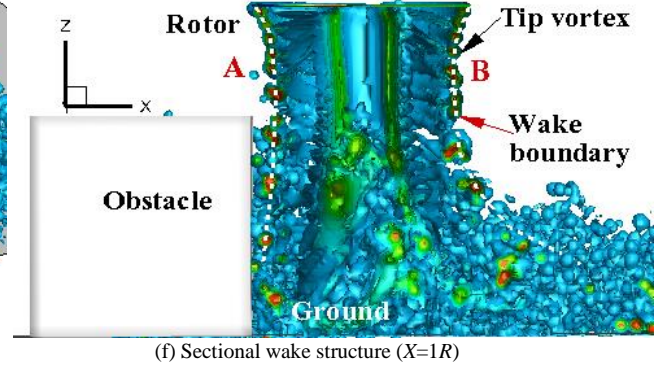 Rotor
Tip vortex
z
A
B
x
Wake
boundary
Obstacle
Ground
(f) Sectional wake structure (X=1R)